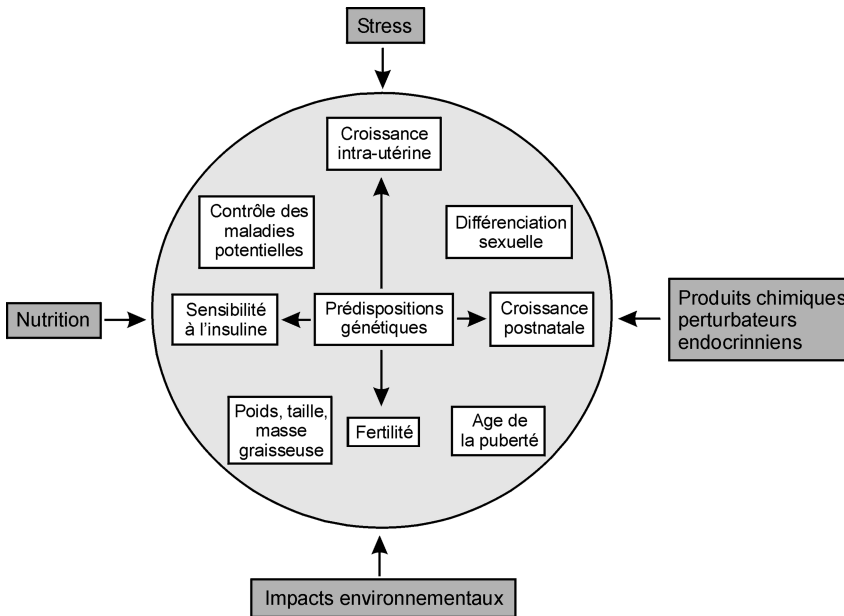 Stress
Croissance
intra-utérine
Contrôle des
maladies
potentielles
Différenciation
sexuelle
Nutrition
Sensibilité
à l'insuline
Prédispositions
génétiques
Croissance
postnatale
Produits chimiques
perturbateurs
endocrinniens
Poids, taille,
masse
graisseuse
Fertilité
Age de
la puberté
Impacts environnementaux